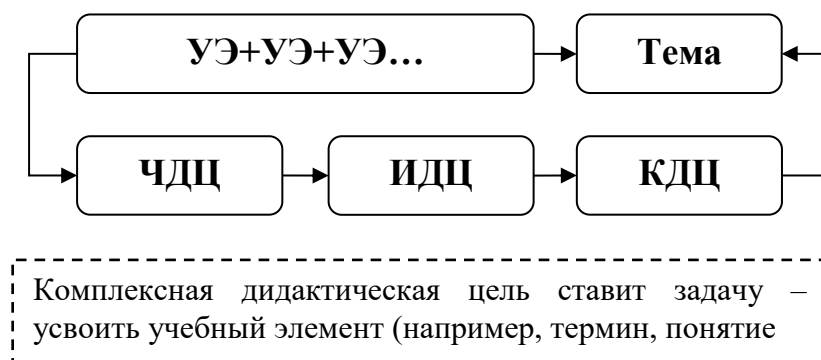 УЭ+УЭ+УЭ…
Тема
ЧДЦ
ИДЦ
КДЦ
Комплексная дидактическая цель ставит задачу –
усвоить учебный элемент (например, термин, понятие